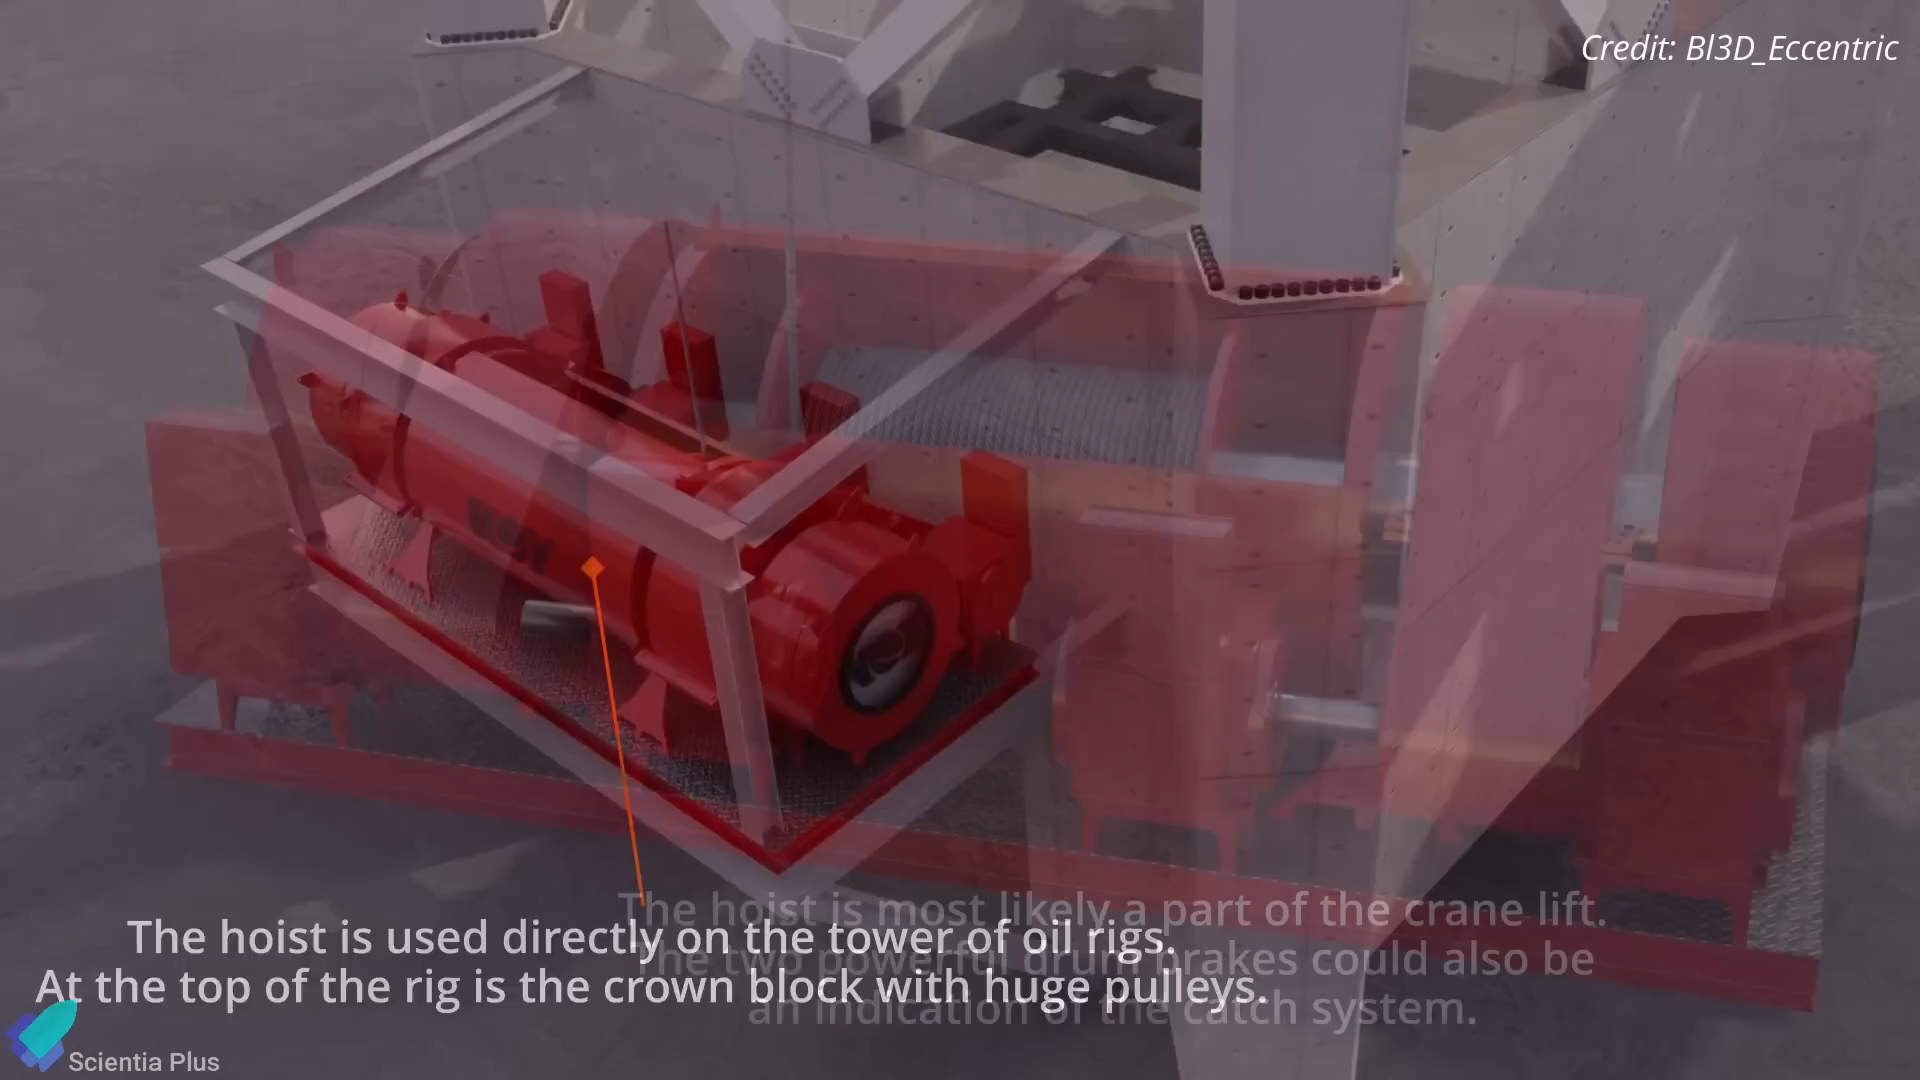 Credit: Bl3D_Eccentric
The hoist is most likely a part of the crane lift.
The two powerful drum brakes could also be
an indication of the catch system.
The hoist is used directly on the tower of oil rigs.
At the top of the rig is the crown block with huge pulleys.
Scientia Plus